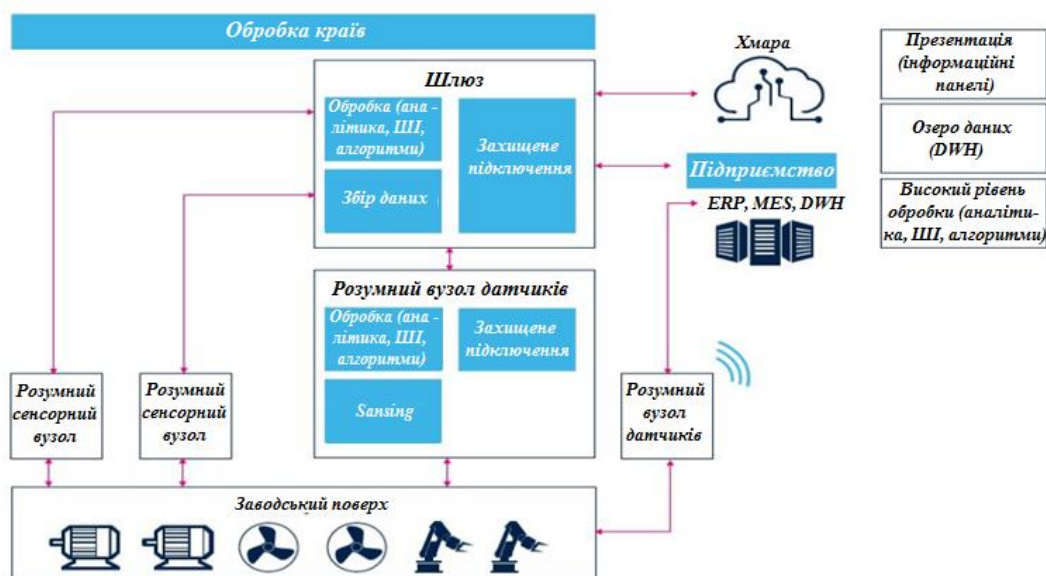 Обробка країв
Шлюз
Обробка (ана -
літика, ШІ,
алгоритми)
Збір даних
Захищене
підключення
Хмара
Підприємство
ERP, MES, DWH
Презентація
(інформаційні
панелі)
Озеро даних
(DWH)
Високий рівень
обробки (аналіти-
ка, ШІ, алгоритми)
Розумний вузол датчиків
Обробка (ана -
літика, ШІ,
алгоритми)
Захищене
підключення
Sansing
Розумний
сенсорний
вузол
Розумний
сенсорний
вузол
Розумний
вузол
датчиків
Заводський поверх